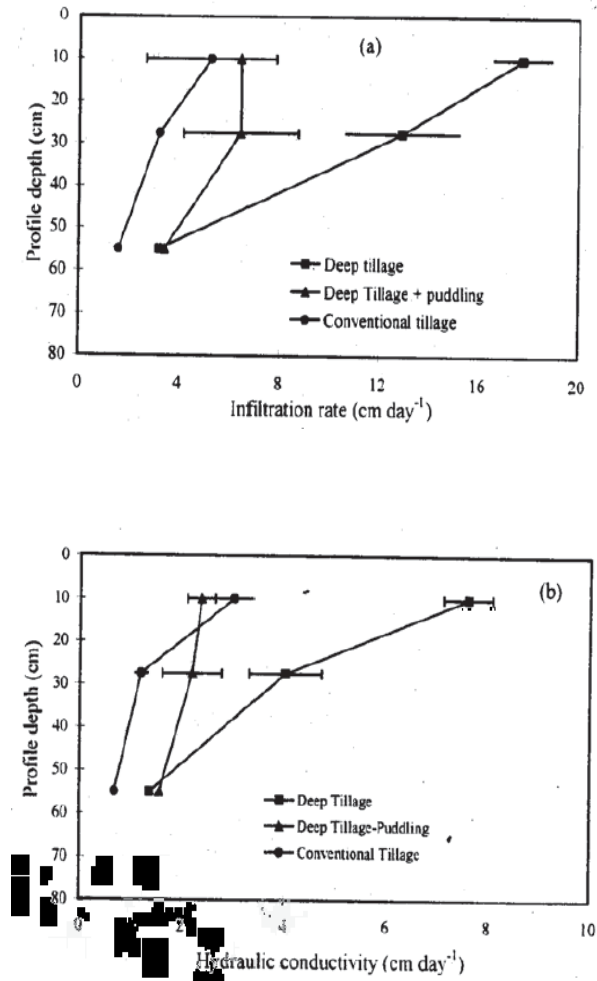 0
10
20
30
40
50
60
70
80
Profile depth (cm)
(a)
Deep tillage
Deep Tillage + puddling
Conventional tillage
0 4 8 12 16 20
Infiltration rate (cm day-1)
0
10
20
30
40
50
60
70
80
Profile depth (cm)
(b)
Deep Tillage
Deep Tillage-Puddling
Conventional Tillage
0 2 4 6 8 10
Hydraulic conductivity (cm day-1)